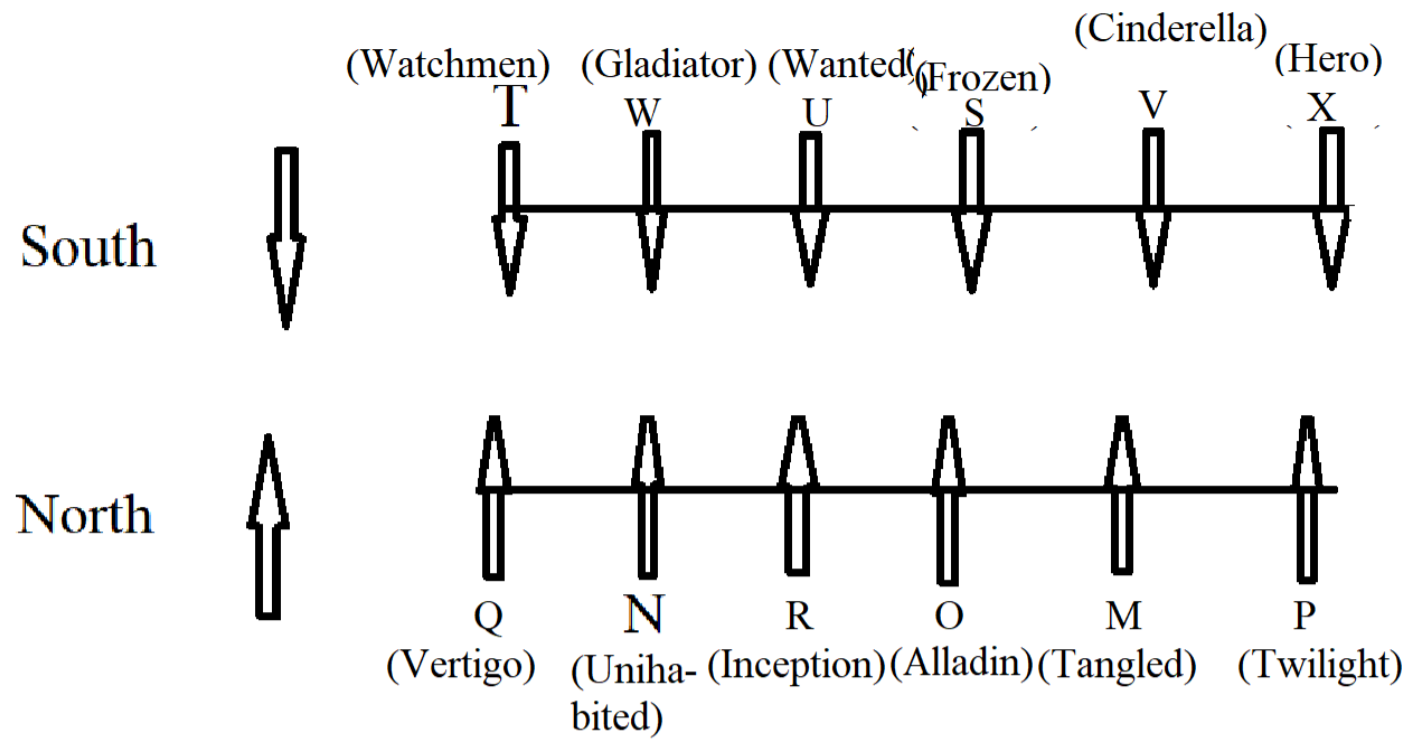 (Cinderella)
(Watchmen) (Gladiator) (Wanted) (Frozen) (Hero)
T W U S V X
South
North
Q N R O M P
(Vertigo) (Uniha- (Inception) (Alladin) (Tangled) (Twilight)
bited)